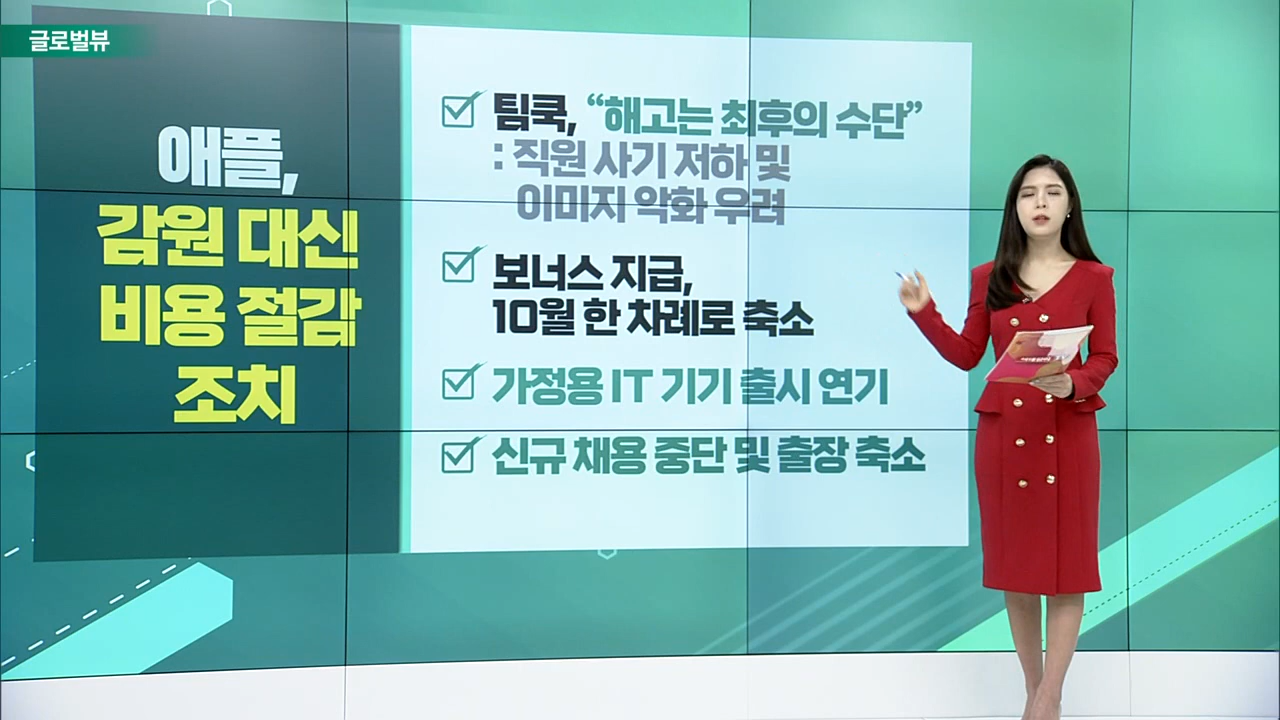 글로벌뷰
애플,
감원 대신
비용 절감
조치
팀쿡, “해고는 최후의 수단”
: 직원 사기 저하 및
이미지 악화 우려
보너스 지급,
10월 한 차례로 축소
가정용 IT 기기 출시 연기
신규 채용 중단 및 출장 축소